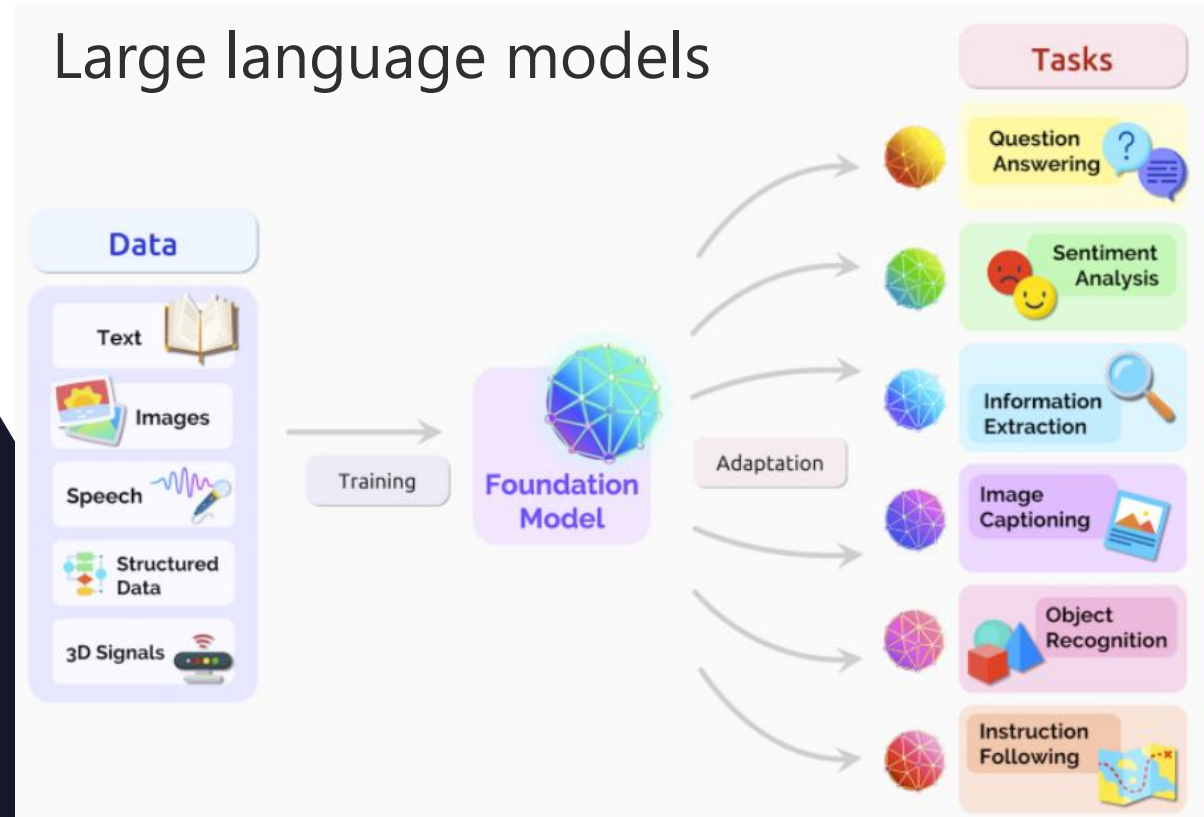 Large language models
Data
Text
Images
Speech
Structured
Data
3D Signals
Training
Foundation
Model
Adaptation
Tasks
Question
Answering
?
Sentiment
Analysis
Information
Extraction
Image
Captioning
Object
Recognition
Instruction
Following